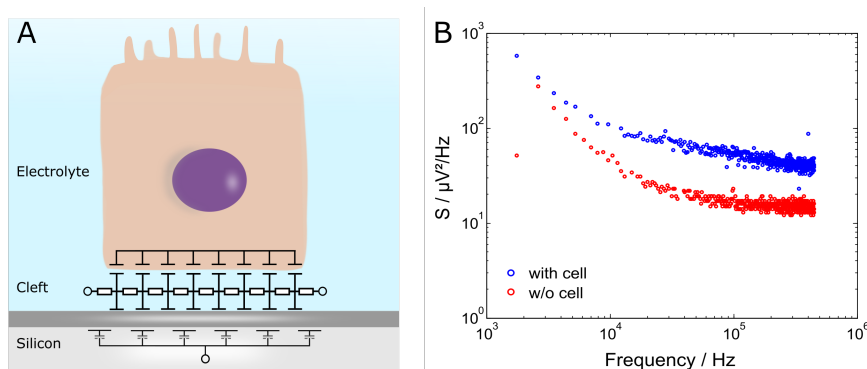 A
Electrolyte
Cleft
Silicon
B
S / µV²/Hz
10³
10²
10¹
10⁰
with cell
w/o cell
10³ 10⁴ 10⁵ 10⁶
Frequency / Hz